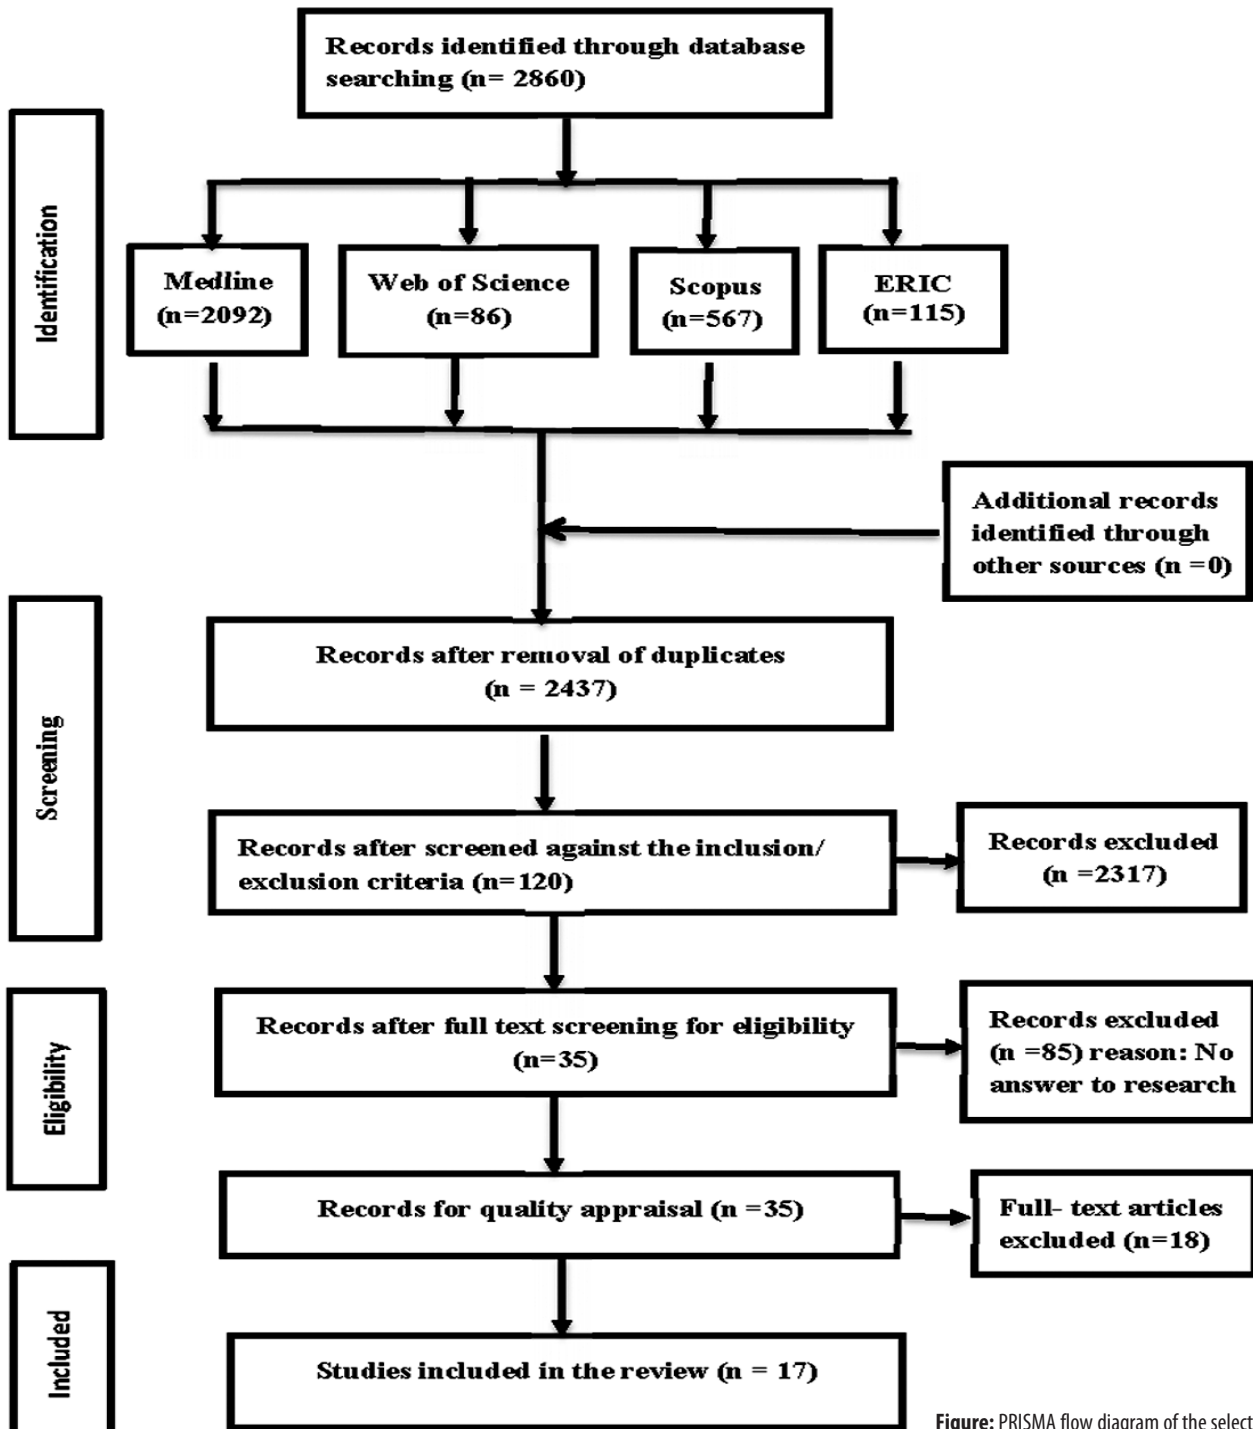 Records identified through database
searching (n= 2860)
Identification
Medline
(n=2092)
Web of Science
(n=86)
Scopus
(n=567)
ERIC
(n=115)
Additional records
identified through
other sources (n =0)
Screening
Records after removal of duplicates
(n = 2437)
Records after screened against the inclusion/
exclusion criteria (n=120)
Records excluded
(n =2317)
Eligibility
Records after full text screening for eligibility
(n=35)
Records excluded
(n =85) reason: No
answer to research
Records for quality appraisal (n =35)
Full- text articles
excluded (n=18)
Included
Studies included in the review (n = 17)
Figure: PRISMA flow diagram of the select